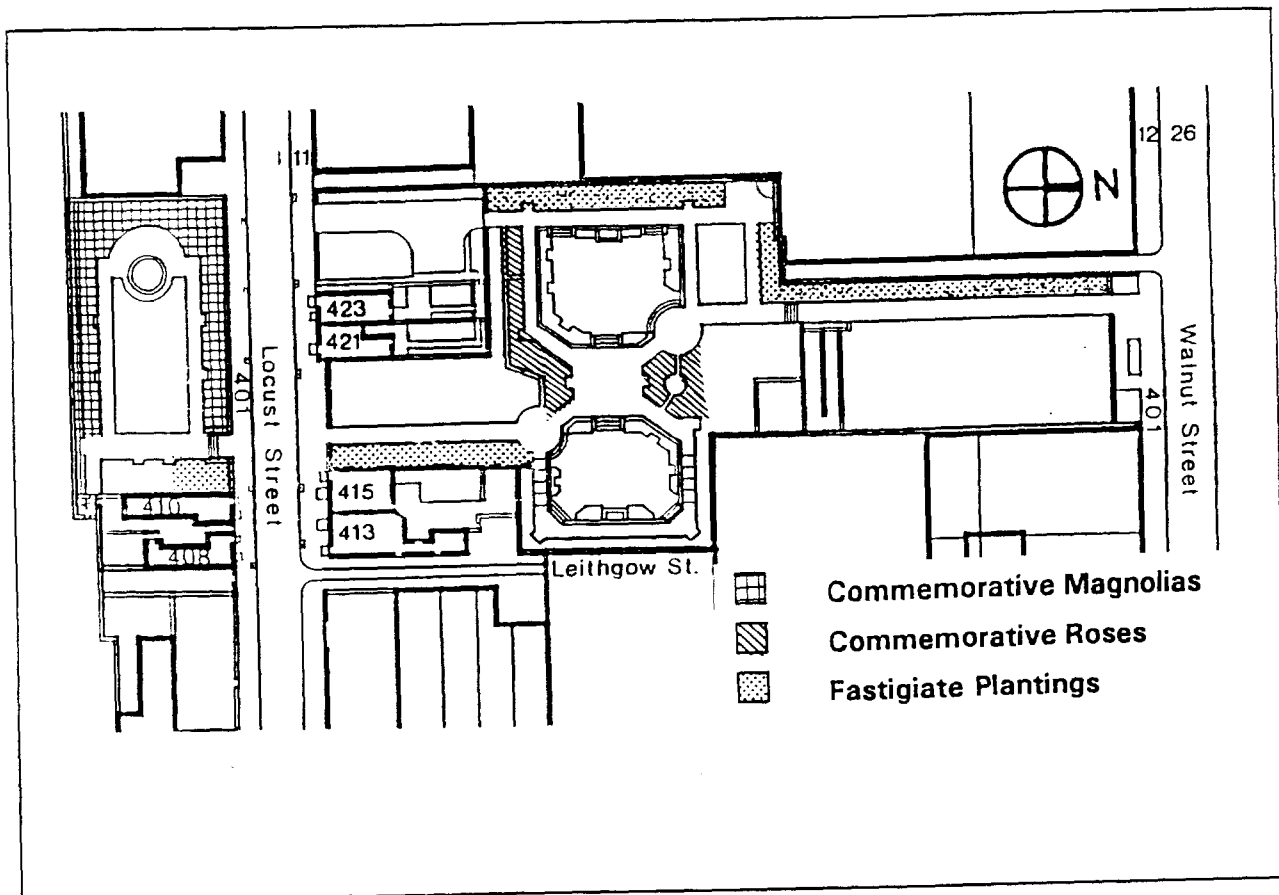 11
12 26
N
423
421
401
Locust Street
415
413
410
408
401
Walnut Street
Leithgow St.
Commemorative Magnolias
Commemorative Roses
Fastigiate Plantings